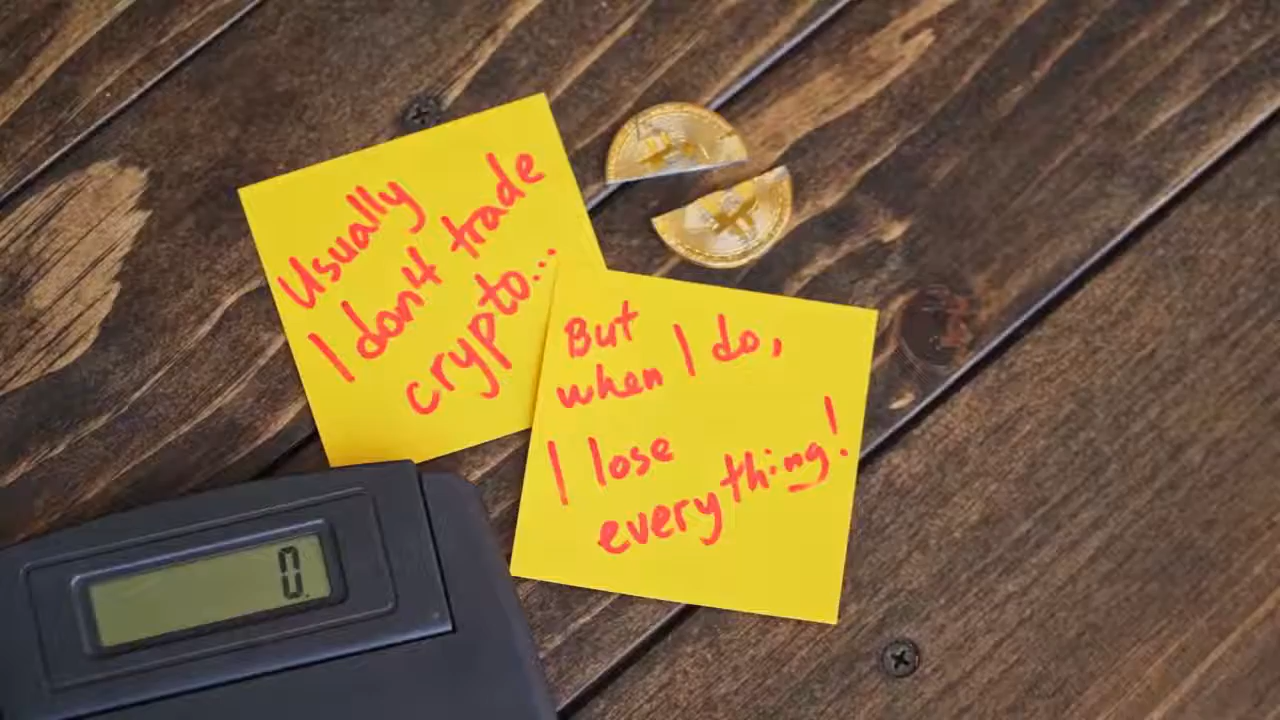 Usually
I don't trade
crypto...
But
when I do,
I lose
everything!
0.